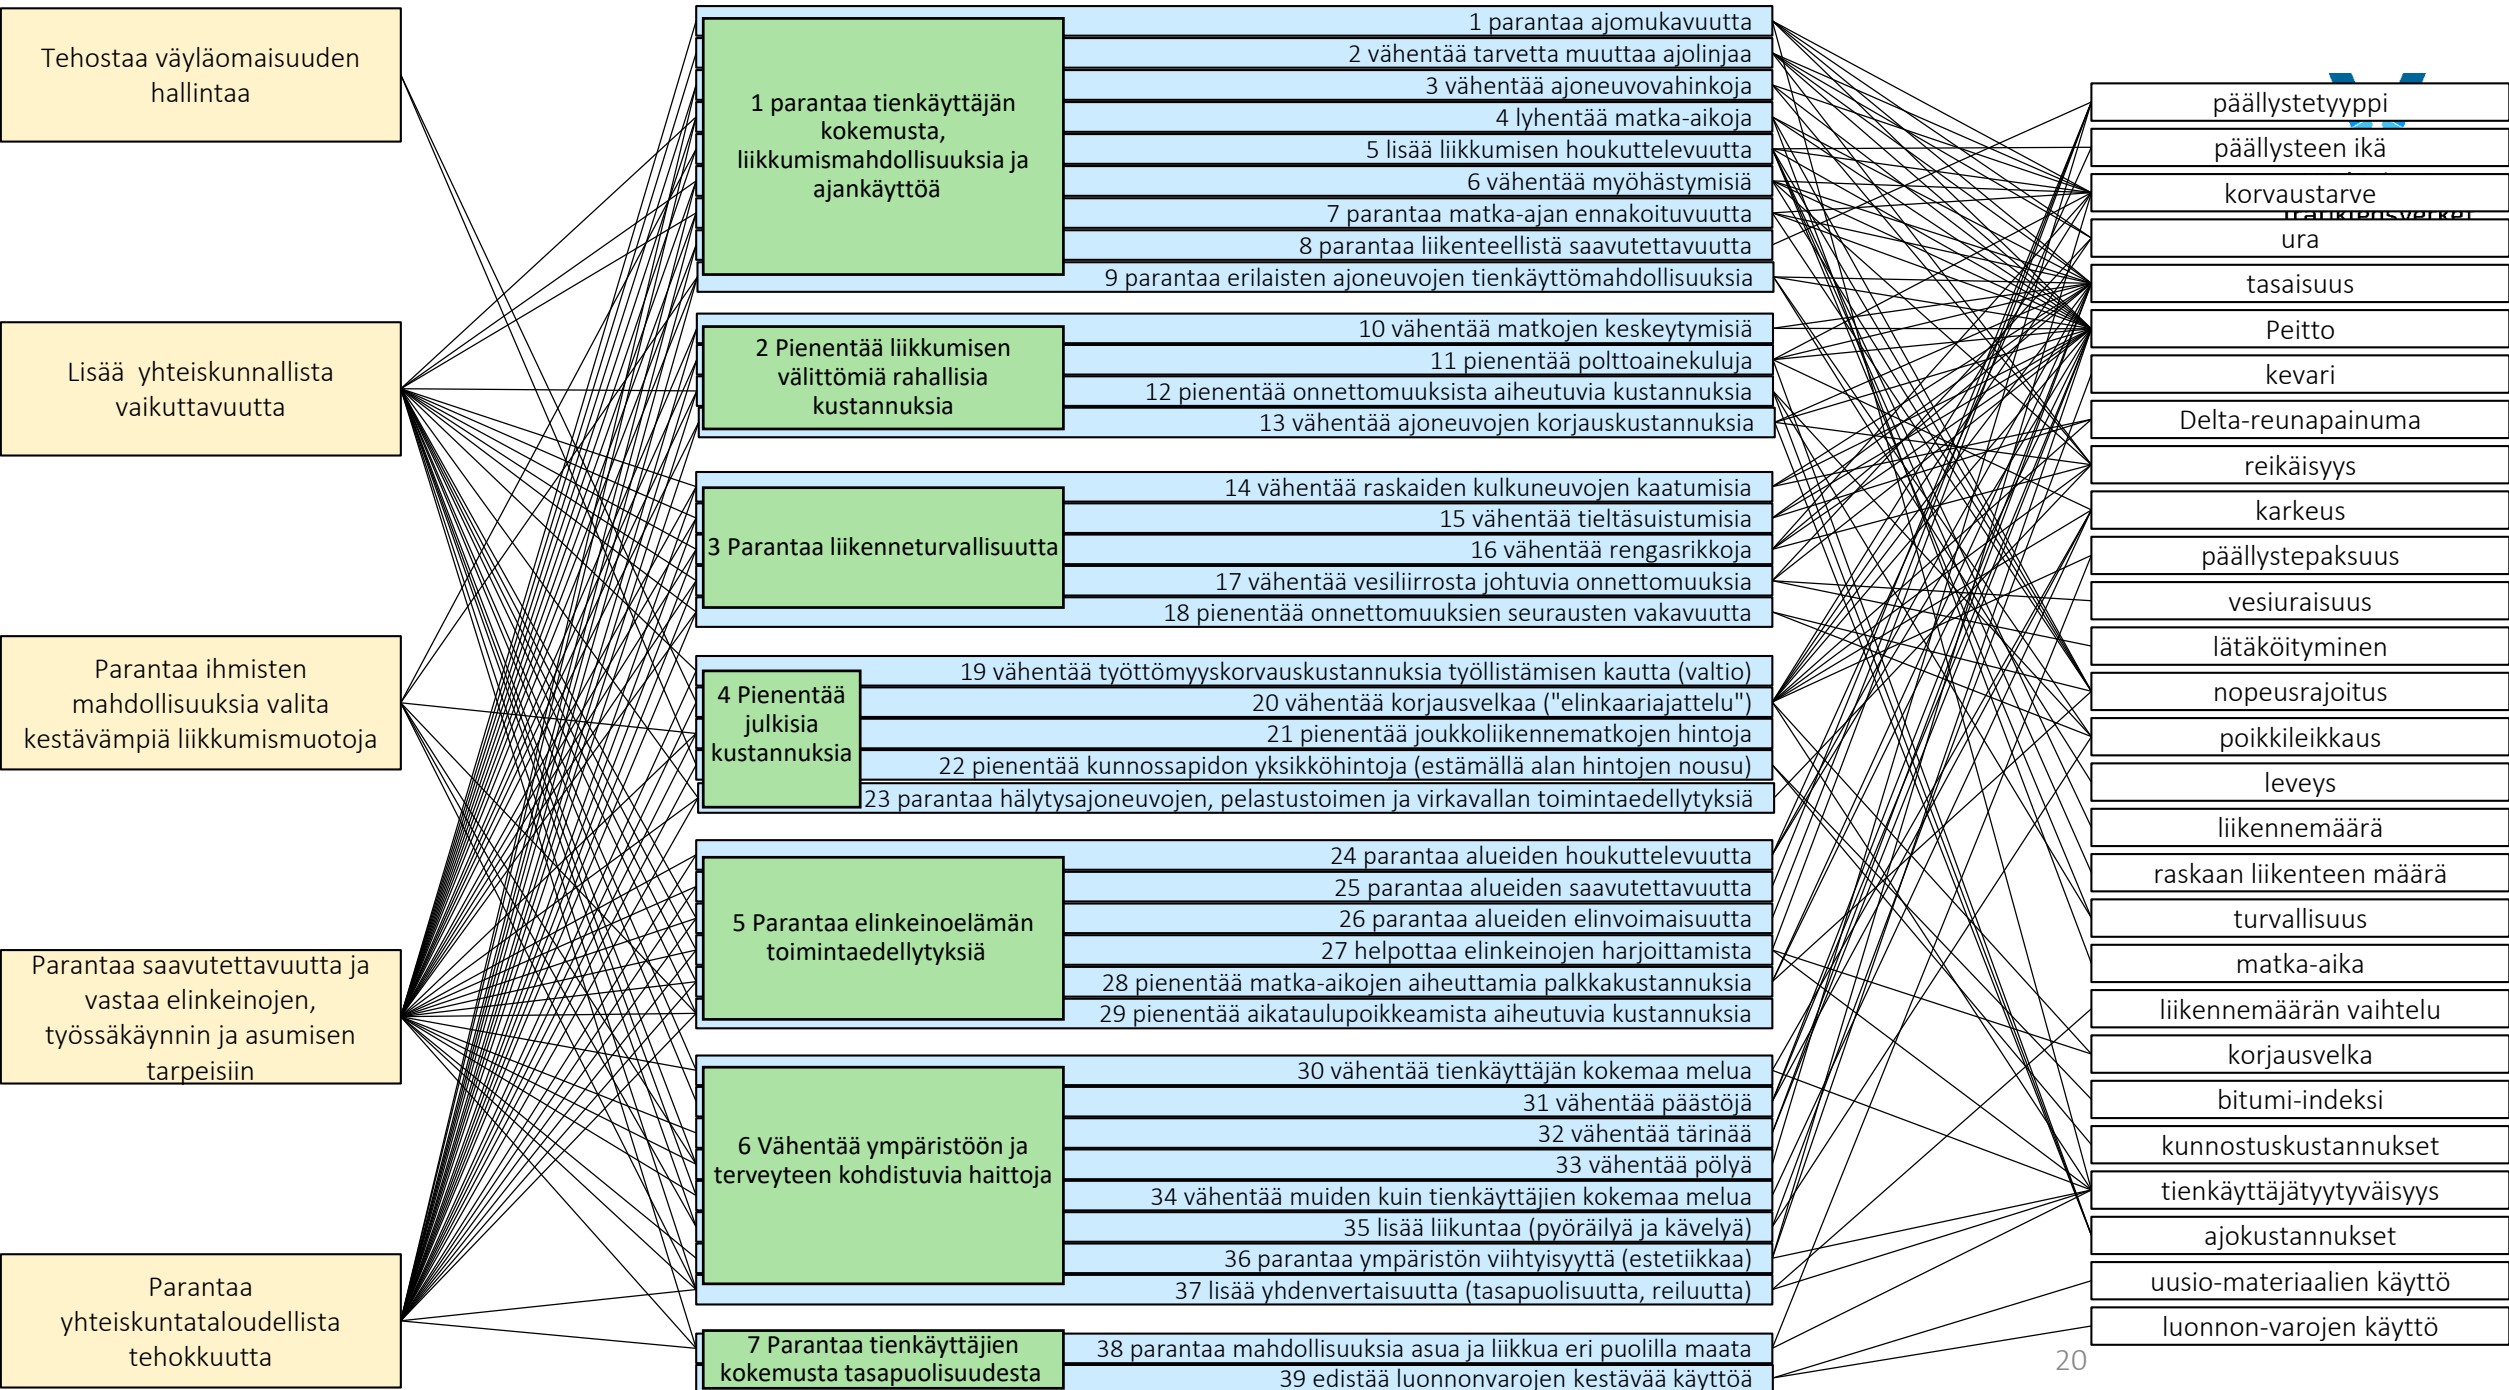 Tehostaa väyläomaisuuden
hallintaa
Lisää yhteiskunnallista
vaikuttavuutta
Parantaa ihmisten
mahdollisuuksia valita
kestävämpiä liikkumismuotoja
Parantaa saavutettavuutta ja
vastaa elinkeinojen,
työssäkäynnin ja asumisen
tarpeisiin
Parantaa
yhteiskuntataloudellista
tehokkuutta
1 parantaa tienkäyttäjän
kokemusta,
liikkumismahdollisuuksia ja
ajankäyttöä
1 parantaa ajomukavuutta
2 vähentää tarvetta muuttaa ajolinjaa
3 vähentää ajoneuvovahinkoja
4 lyhentää matka-aikoja
5 lisää liikkumisen houkuttelevuutta
6 vähentää myöhästymisiä
7 parantaa matka-ajan ennakoituvuutta
8 parantaa liikenteellistä saavutettavuutta
9 parantaa erilaisten ajoneuvojen tienkäyttömahdollisuuksia
2 Pienentää liikkumisen
välittömiä rahallisia
kustannuksia
10 vähentää matkojen keskeytymisiä
11 pienentää polttoainekuluja
12 pienentää onnettomuuksista aiheutuvia kustannuksia
13 vähentää ajoneuvojen korjauskustannuksia
3 Parantaa liikenneturvallisuutta
14 vähentää raskaiden kulkuneuvojen kaatumisia
15 vähentää tieltäsuistumisia
16 vähentää rengasrikkoja
17 vähentää vesiliirrosta johtuvia onnettomuuksia
18 pienentää onnettomuuksien seurausten vakavuutta
4 Pienentää
julkisia
kustannuksia
19 vähentää työttömyyskorvauskustannuksia työllistämisen kautta (valtio)
20 vähentää korjausvelkaa ("elinkaariajattelu")
21 pienentää joukkoliikennematkojen hintoja
22 pienentää kunnossapidon yksikköhintoja (estämällä alan hintojen nousu)
23 parantaa hälytysajoneuvojen, pelastustoimen ja virkavallan toimintaedellytyksiä
5 Parantaa elinkeinoelämän
toimintaedellytyksiä
24 parantaa alueiden houkuttelevuutta
25 parantaa alueiden saavutettavuutta
26 parantaa alueiden elinvoimaisuutta
27 helpottaa elinkeinojen harjoittamista
28 pienentää matka-aikojen aiheuttamia palkkakustannuksia
29 pienentää aikataulupoikkeamista aiheutuvia kustannuksia
6 Vähentää ympäristöön ja
terveyteen kohdistuvia haittoja
30 vähentää tienkäyttäjän kokemaa melua
31 vähentää päästöjä
32 vähentää tärinää
33 vähentää pölyä
34 vähentää muiden kuin tienkäyttäjien kokemaa melua
35 lisää liikuntaa (pyöräilyä ja kävelyä)
36 parantaa ympäristön viihtyisyyttä (estetiikkaa)
37 lisää yhdenvertaisuutta (tasapuolisuutta, reiluutta)
7 Parantaa tienkäyttäjien
kokemusta tasapuolisuudesta
38 parantaa mahdollisuuksia asua ja liikkua eri puolilla maata
39 edistää luonnonvarojen kestävää käyttöä
päällystetyyppi
päällysteen ikä
korvaustarve
ura
tasaisuus
Peitto
kevari
Delta-reunapainuma
reikäisyys
karkeus
päällystepaksuus
vesiuraisuus
lätäköityminen
nopeusrajoitus
poikkileikkaus
leveys
liikennemäärä
raskaan liikenteen määrä
turvallisuus
matka-aika
liikennemäärän vaihtelu
korjausvelka
bitumi-indeksi
kunnostuskustannukset
tienkäyttäjätyytyväisyys
ajokustannukset
uusio-materiaalien käyttö
luonnon-varojen käyttö
20